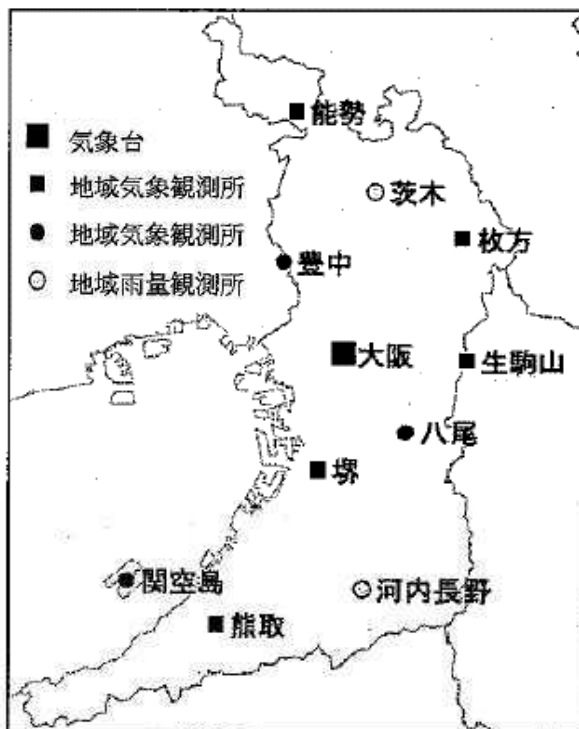 能勢
気象台
地域気象観測所
茨木
地域気象観測所
枚方
豊中
地域雨量観測所
大阪
生駒山
八尾
堺
関空島
河内長野
熊取